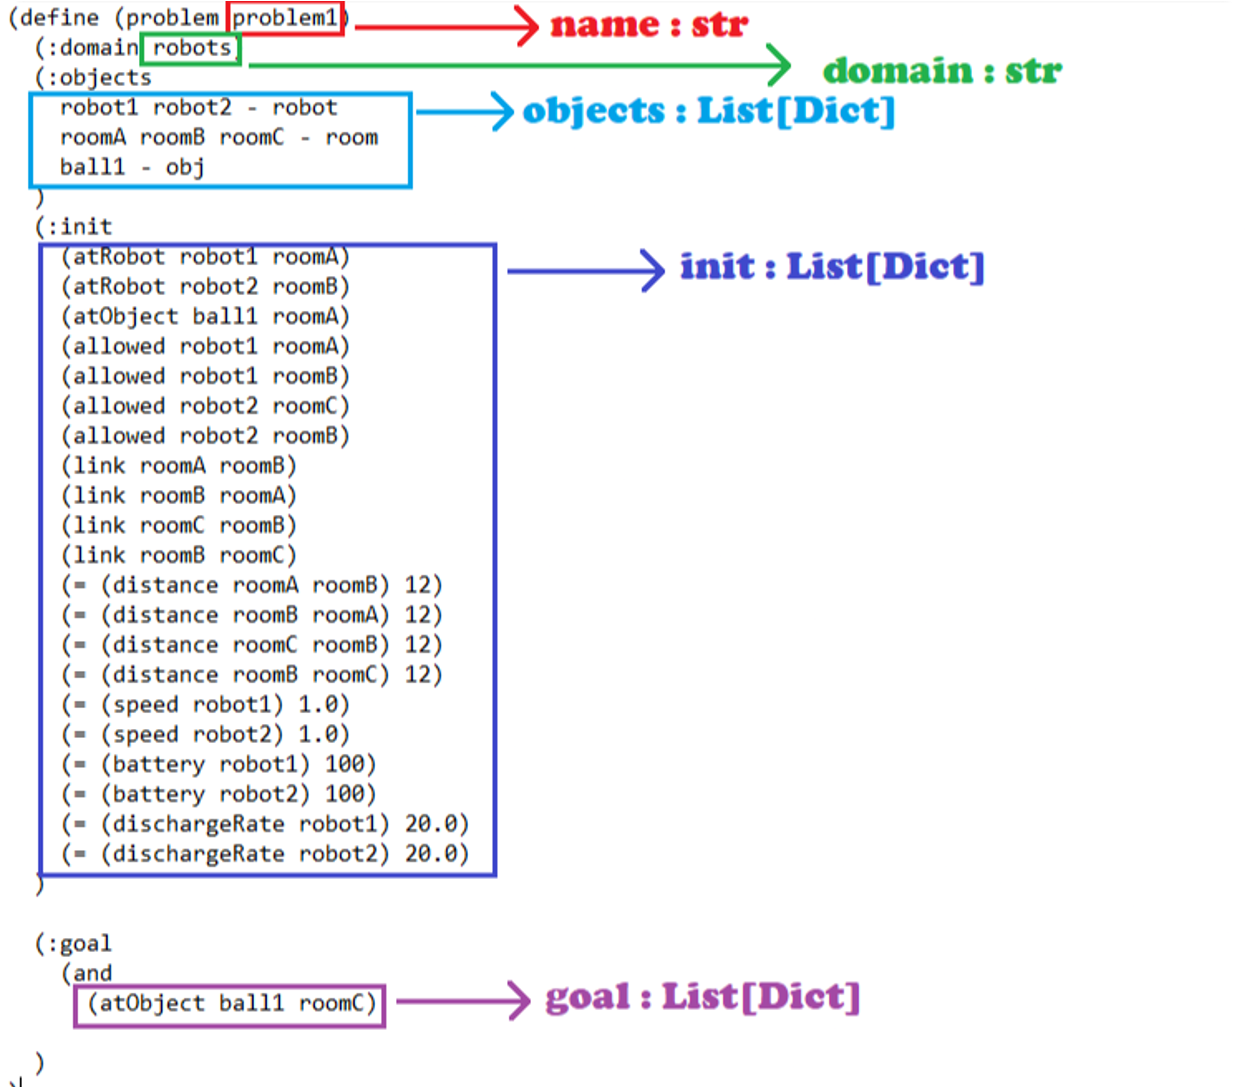 (define (problem problem1)
name : str
(:domain robots)
domain : str
(:objects
robot1 robot2 - robot
objects : List[Dict]
roomA roomB roomC - room
ball1 - obj
)
(:init
(atRobot robot1 roomA)
init : List[Dict]
(atRobot robot2 roomB)
(atObject ball1 roomA)
(allowed robot1 roomA)
(allowed robot1 roomB)
(allowed robot2 roomC)
(allowed robot2 roomB)
(link roomA roomB)
(link roomB roomA)
(link roomC roomB)
(link roomB roomC)
(= (distance roomA roomB) 12)
(= (distance roomB roomA) 12)
(= (distance roomC roomB) 12)
(= (distance roomB roomC) 12)
(= (speed robot1) 1.0)
(= (speed robot2) 1.0)
(= (battery robot1) 100)
(= (battery robot2) 100)
(= (dischargeRate robot1) 20.0)
(= (dischargeRate robot2) 20.0)
)
(:goal
(and
(atObject ball1 roomC)
goal : List[Dict]
)